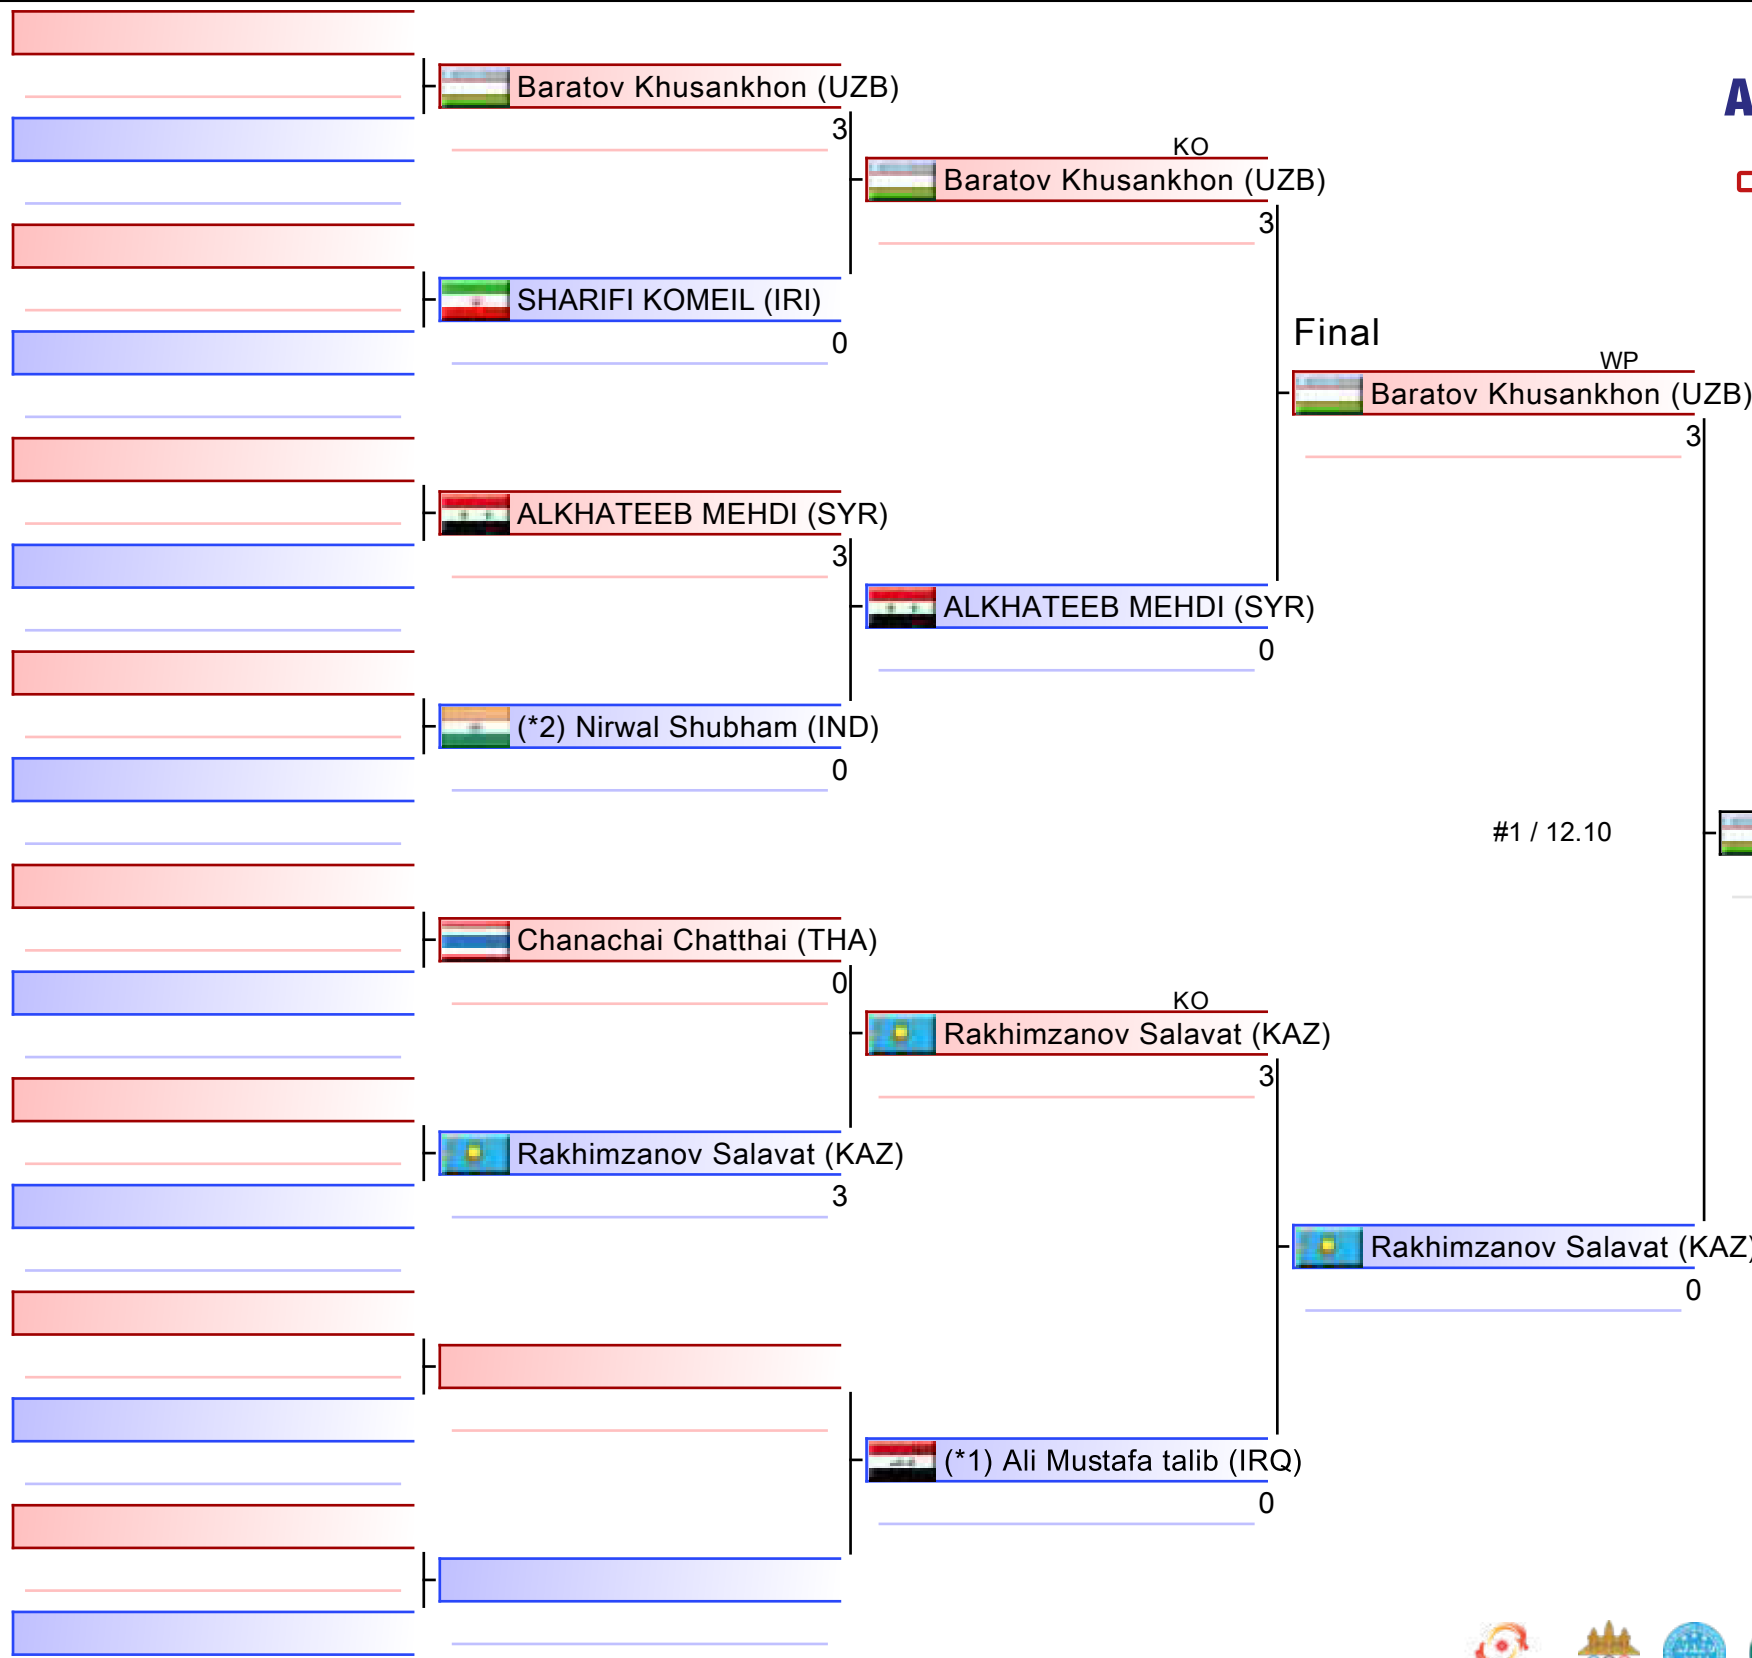 Baratov Khusankhon (UZB)
3
SHARIFI KOMEIL (IRI)
0
ALKHATEEB MEHDI (SYR)
3
(*2) Nirwal Shubham (IND)
0
Chanachai Chatthai (THA)
0
Rakhimzanov Salavat (KAZ)
3
KO
Baratov Khusankhon (UZB)
3
ALKHATEEB MEHDI (SYR)
0
KO
Rakhimzanov Salavat (KAZ)
3
(*1) Ali Mustafa talib (IRQ)
0
Final
WP
Baratov Khusankhon (UZB)
3
#1 / 12.10
Rakhimzanov Salavat (KAZ)
0
A